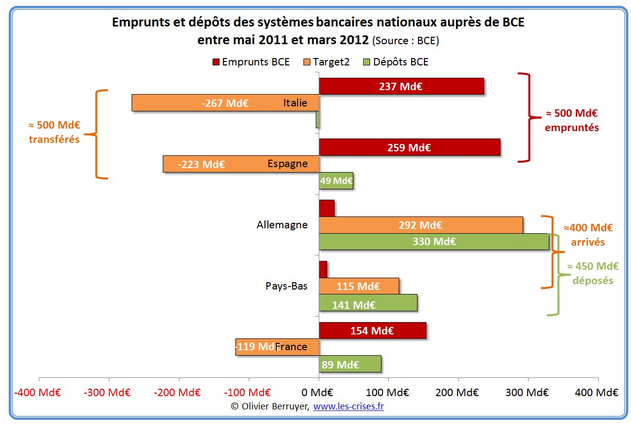 Emprunts et dépôts des systèmes bancaires nationaux auprès de BCE
entre mai 2011 et mars 2012 (Source : BCE)
Emprunts BCE Target2 Dépôts BCE
237 Md€
-267 Md€ Italie
≈ 500 Md€
transférés
≈ 500 Md€
empruntés
259 Md€
-223 Md€ Espagne
49 Md€
Allemagne 292 Md€
330 Md€
≈400 Md€
arrivés
≈ 450 Md€
déposés
Pays-Bas 115 Md€
141 Md€
154 Md€
-119 Md France
89 Md€
-400 Md€ -300 Md€ -200 Md€ -100 Md€ 0 Md€ 100 Md€ 200 Md€ 300 Md€ 400 Md€
© Olivier Berruyer, www.les-crises.fr